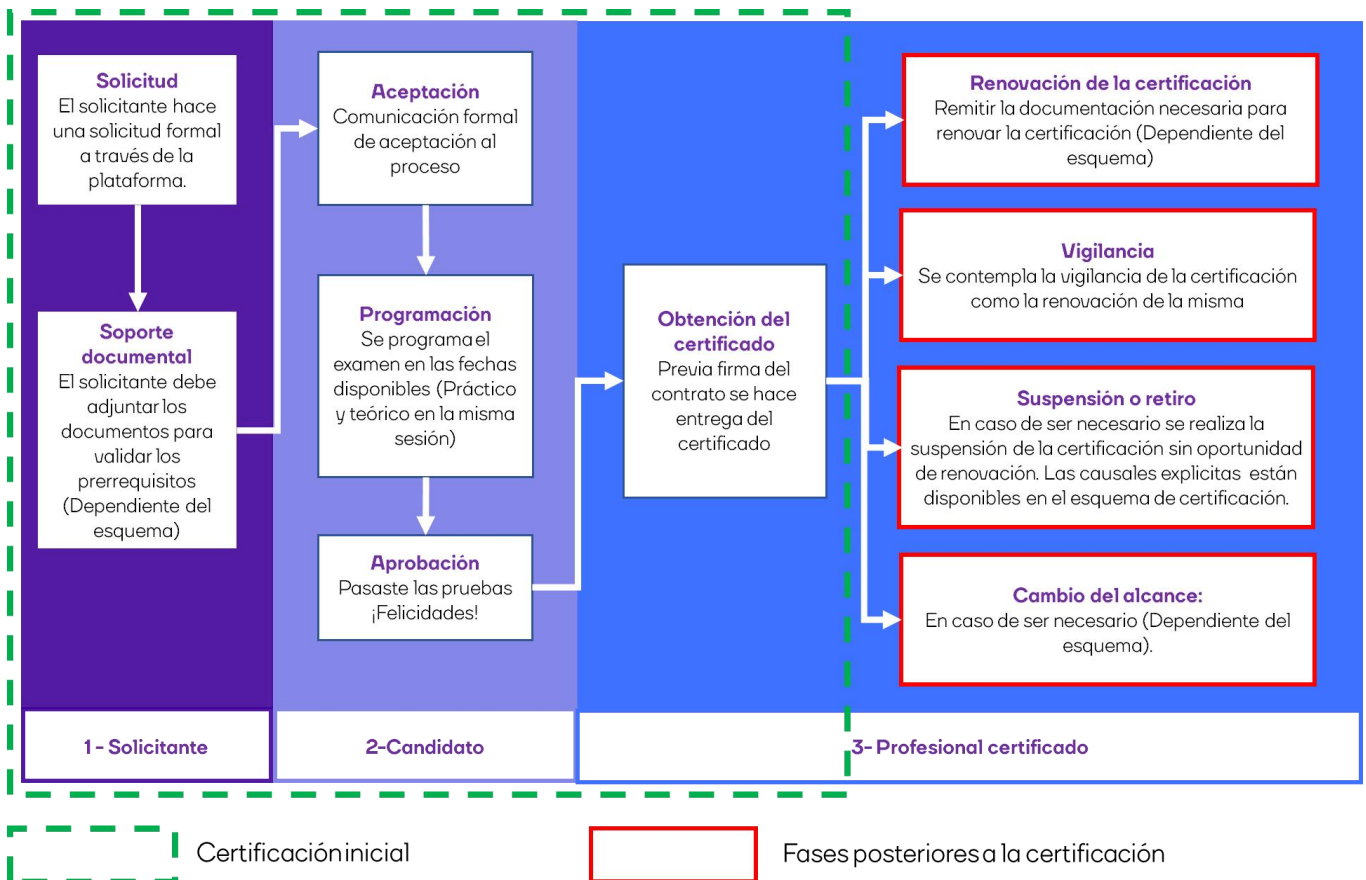 Solicitud
El solicitante hace
una solicitud formal
a través de la
plataforma.
Soporte
documental
El solicitante debe
adjuntar los
documentos para
validar los
prerrequisitos
(Dependiente del
esquema)
Aceptación
Comunicación formal
de aceptación al
proceso
Programación
Se programa el
examen en las fechas
disponibles (Práctico
y teórico en la misma
sesión)
Aprobación
Pasaste las pruebas
¡Felicidades!
Obtención del
certificado
Previa firma del
contrato se hace
entrega del
certificado
Renovación de la certificación
Remitir la documentación necesaria para
renovar la certificación (Dependiente del
esquema)
Vigilancia
Se contempla la vigilancia de la certificación
como la renovación de la misma
Suspensión o retiro
En caso de ser necesario se realiza la
suspensión de la certificación sin oportunidad
de renovación. Las causales explicitas están
disponibles en el esquema de certificación.
Cambio del alcance:
En caso de ser necesario (Dependiente del
esquema).
1 - Solicitante
2-Candidato
3- Profesional certificado
Certificación inicial
Fases posteriores a la certificación